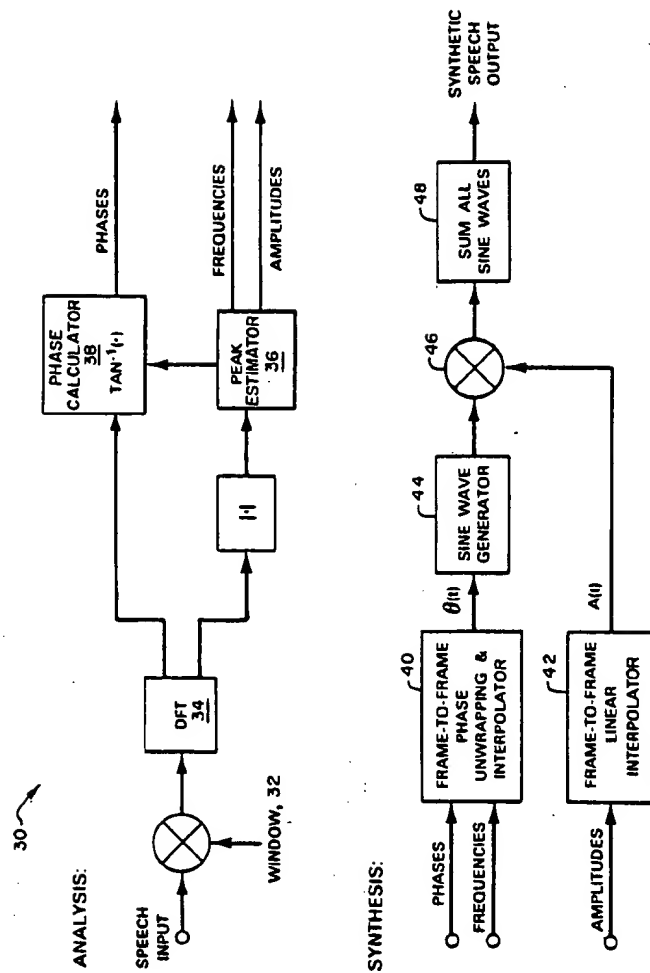 30
ANALYSIS:
SPEECH
INPUT
WINDOW, 32
DFT
34
|·|
PHASE
CALCULATOR
38
TAN⁻¹(·)
PEAK
ESTIMATOR
36
PHASES
FREQUENCIES
AMPLITUDES
SYNTHESIS:
PHASES
FREQUENCIES
AMPLITUDES
40
FRAME-TO-FRAME
PHASE
UNWRAPPING &
INTERPOLATOR
42
FRAME-TO-FRAME
LINEAR
INTERPOLATOR
θ(t)
A(t)
44
SINE WAVE
GENERATOR
46
48
SUM ALL
SINE WAVES
SYNTHETIC
SPEECH
OUTPUT